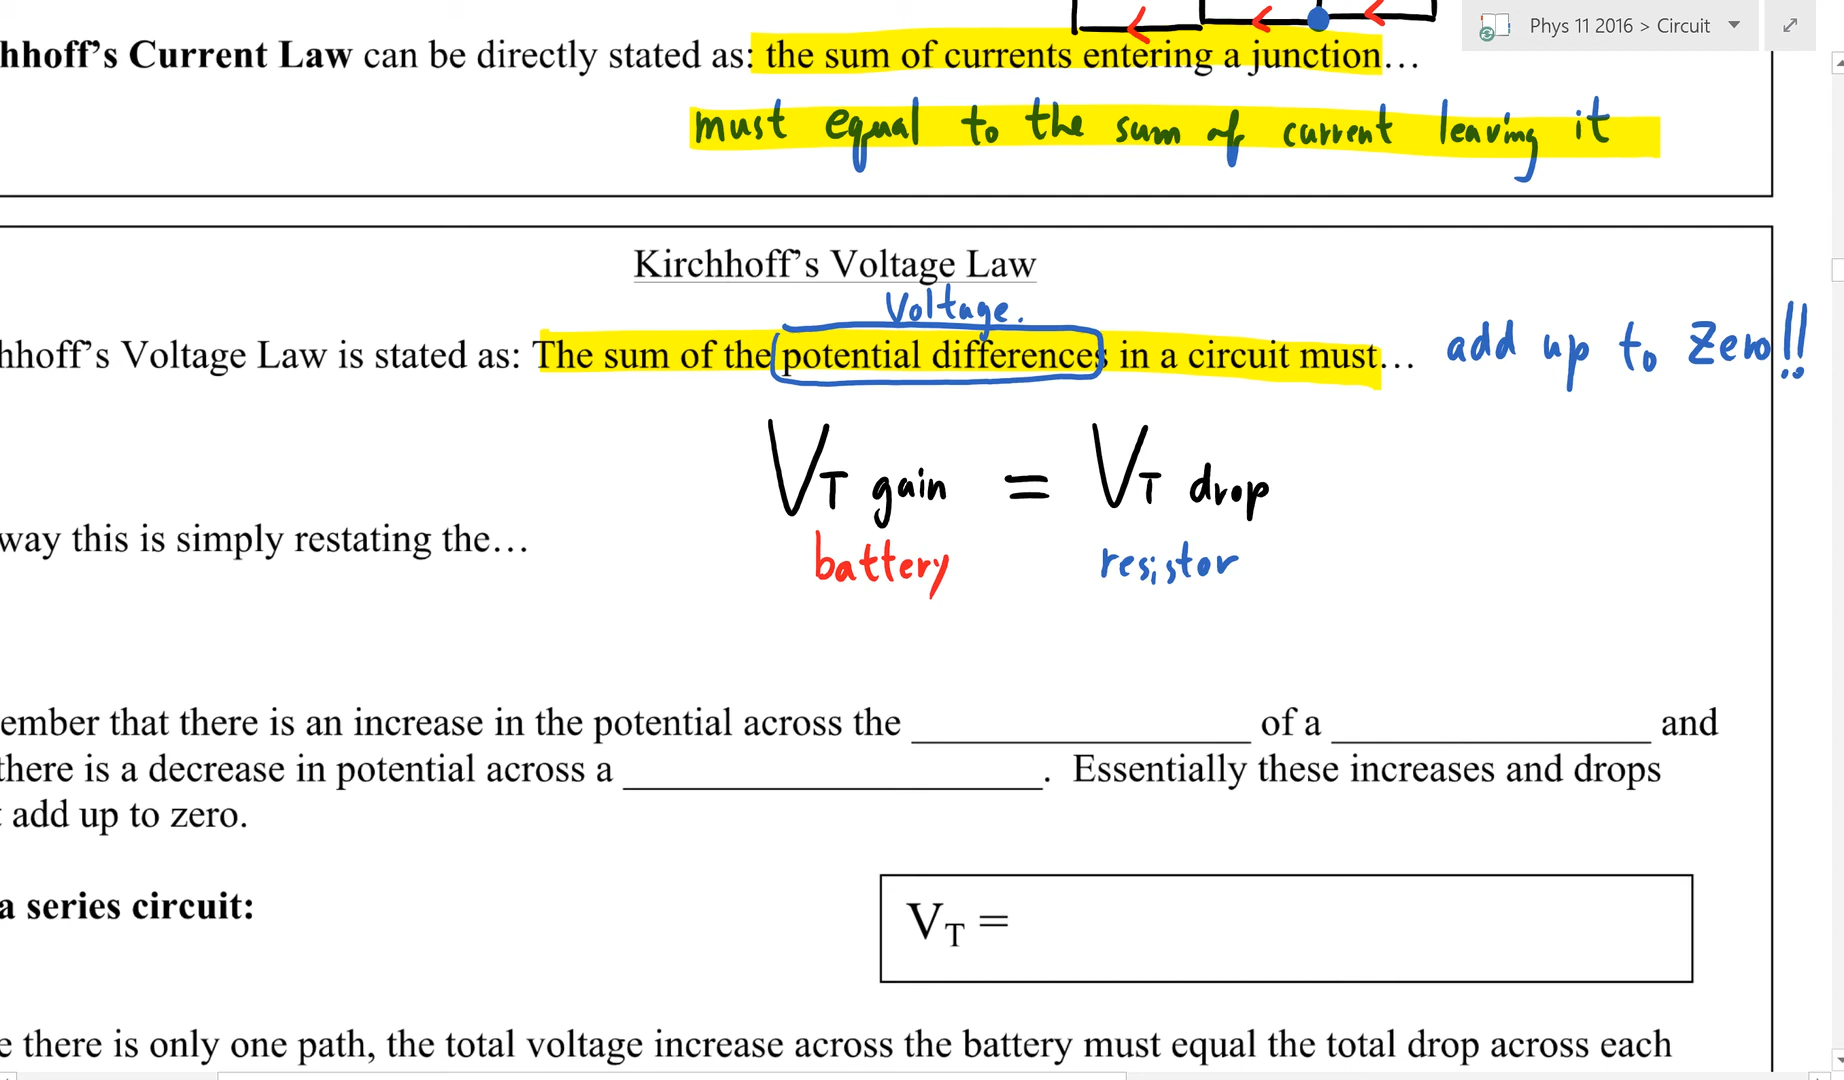 Phys 11 2016 > Circuit
hhoff's Current Law can be directly stated as: the sum of currents entering a junction...
must equal to the sum of current leaving it
Kirchhoff's Voltage Law
Voltage.
hhoff's Voltage Law is stated as: The sum of the potential differences in a circuit must... add up to zero!!
VT gain = VT drop
battery resistor
way this is simply restating the...
ember that there is an increase in the potential across the ________________ of a ________________ and
there is a decrease in potential across a ____________________. Essentially these increases and drops
add up to zero.
a series circuit:
VT =
e there is only one path, the total voltage increase across the battery must equal the total drop across each